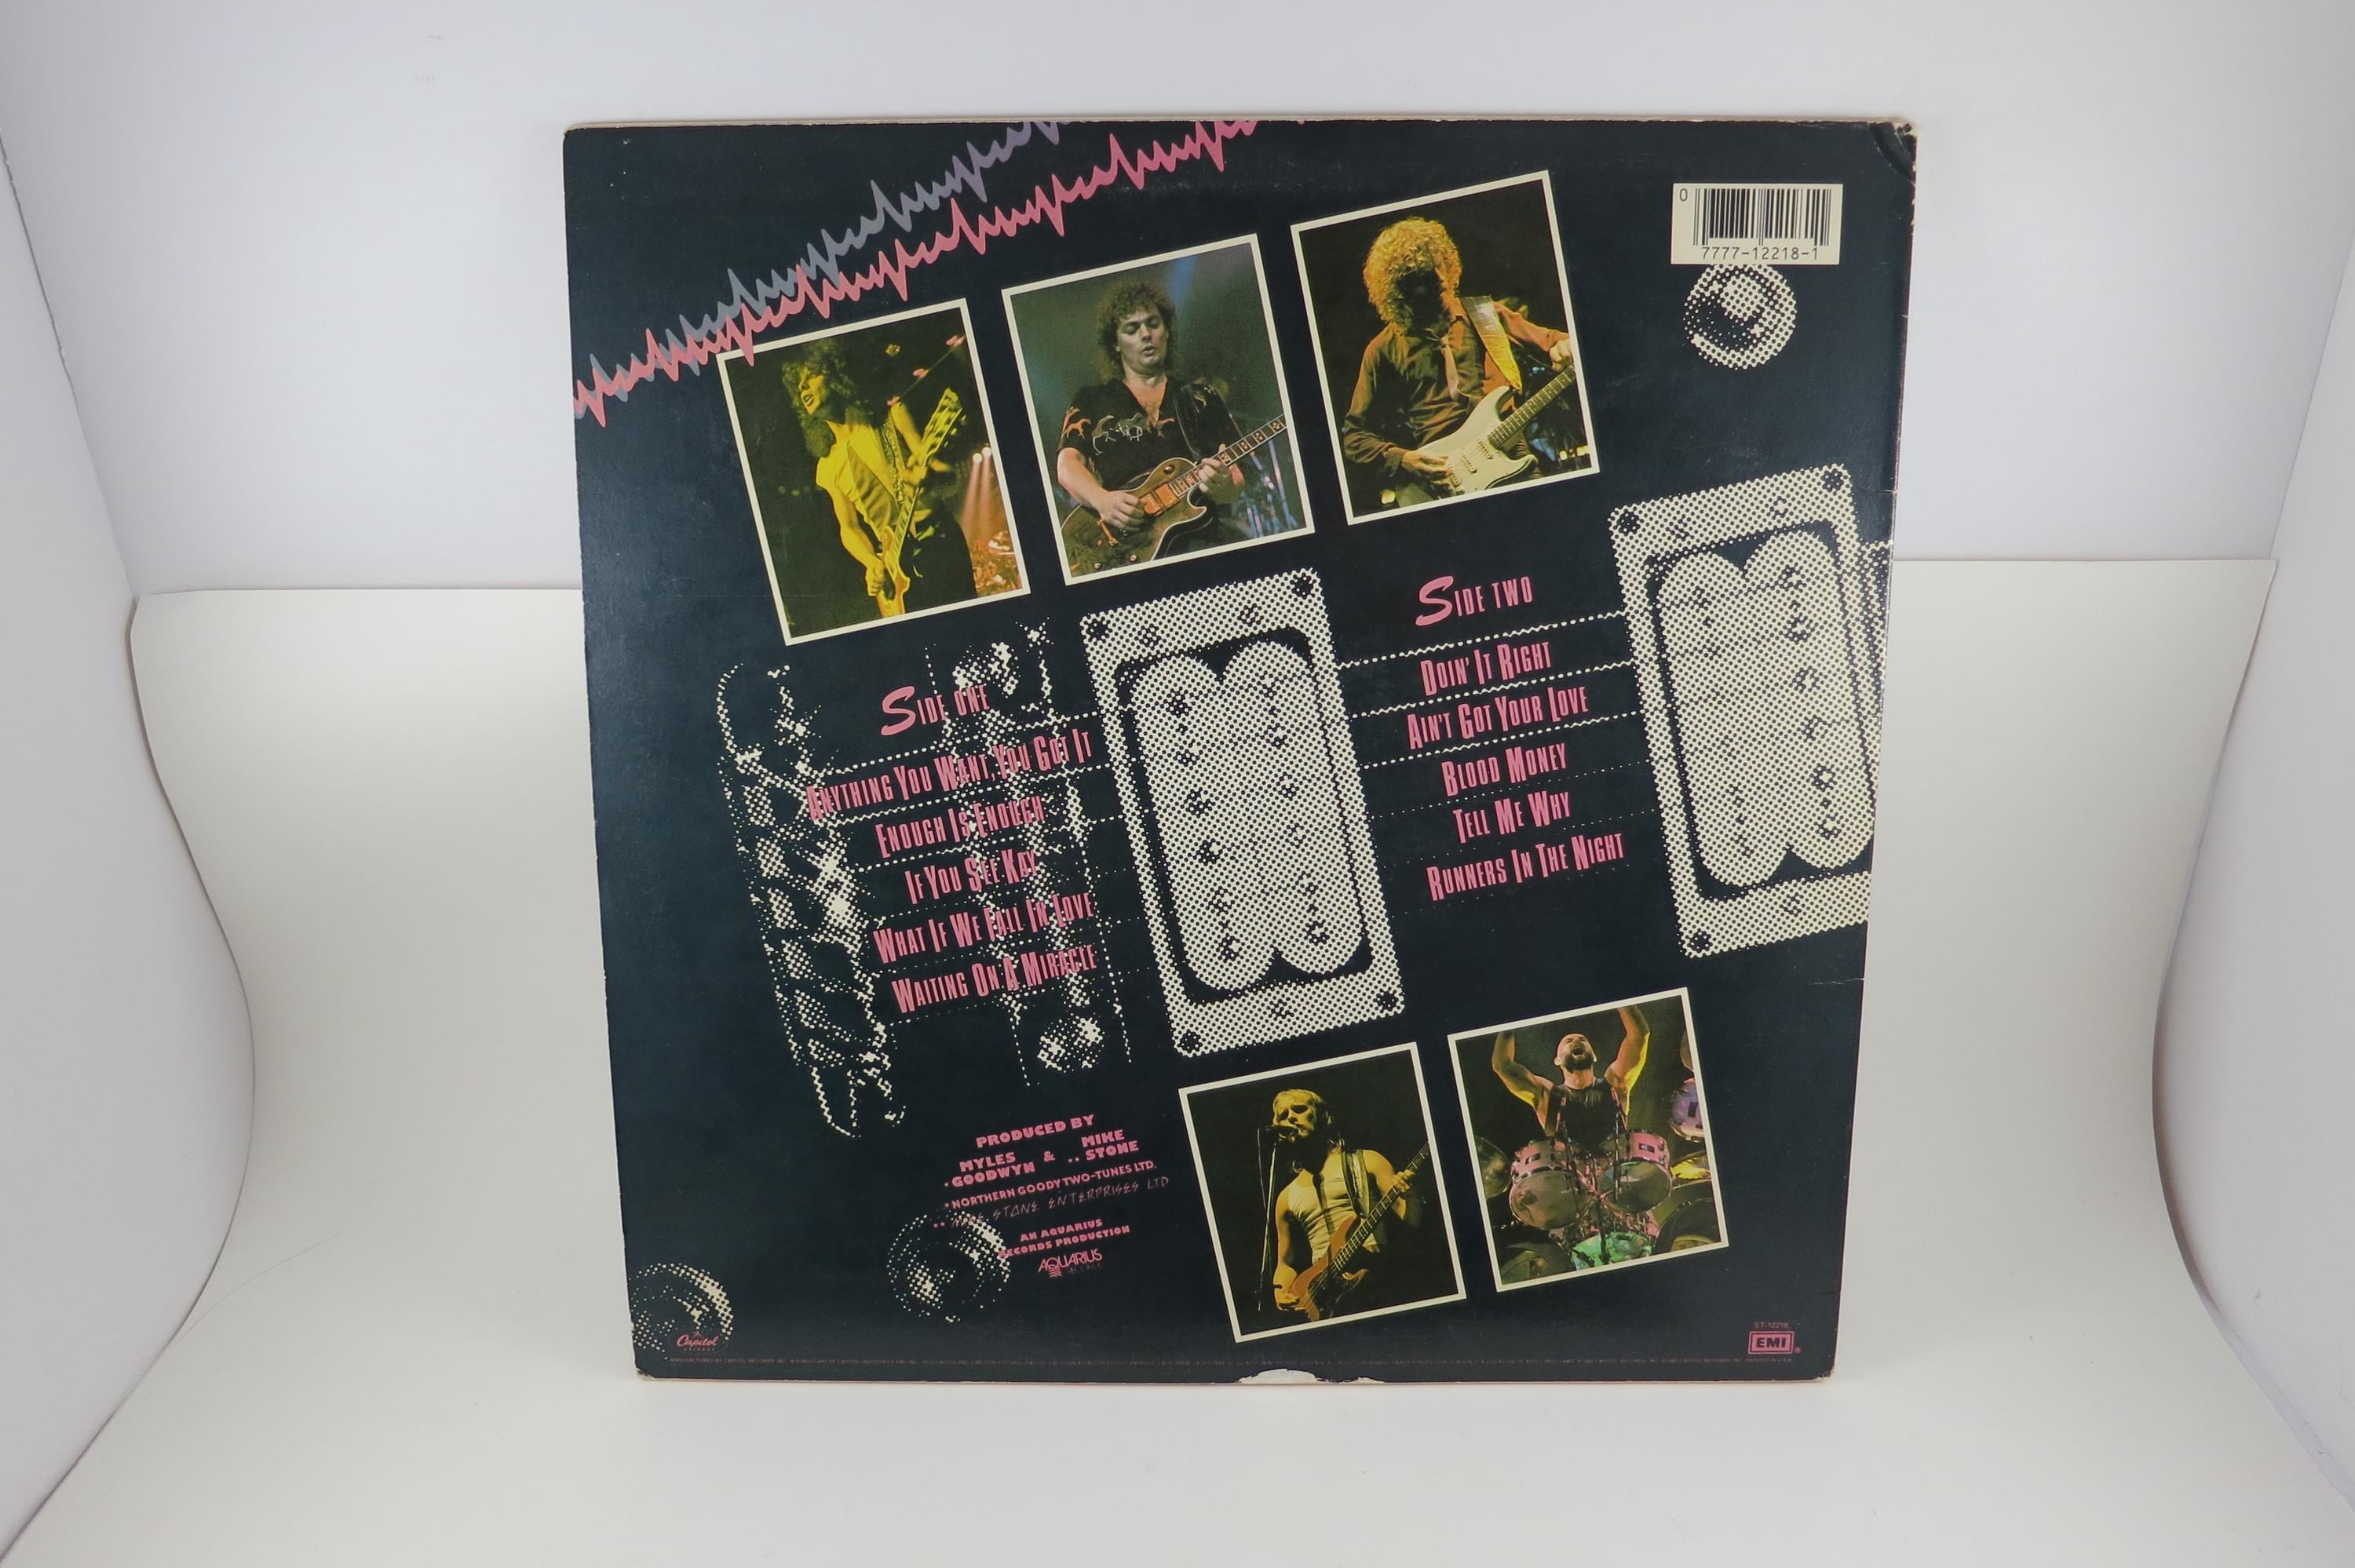 0
7777-12218-1
SIDE ONE
ANYTHING YOU WANT, YOU GOT IT
ENOUGH IS ENOUGH
IF YOU SEE KAY
WHAT IF WE FALL IN LOVE
WAITING ON A MIRACLE
SIDE TWO
DOIN' IT RIGHT
AIN'T GOT YOUR LOVE
BLOOD MONEY
TELL ME WHY
RUNNERS IN THE NIGHT
PRODUCED BY
MYLES GOODWYN & MIKE STONE
NORTHERN GOODY TWO-TUNES LTD.
STONE ENTERPRISES LTD
AN AQUARIUS
RECORDS PRODUCTION
AQUARIUS
Capitol
ST-12218
EMI